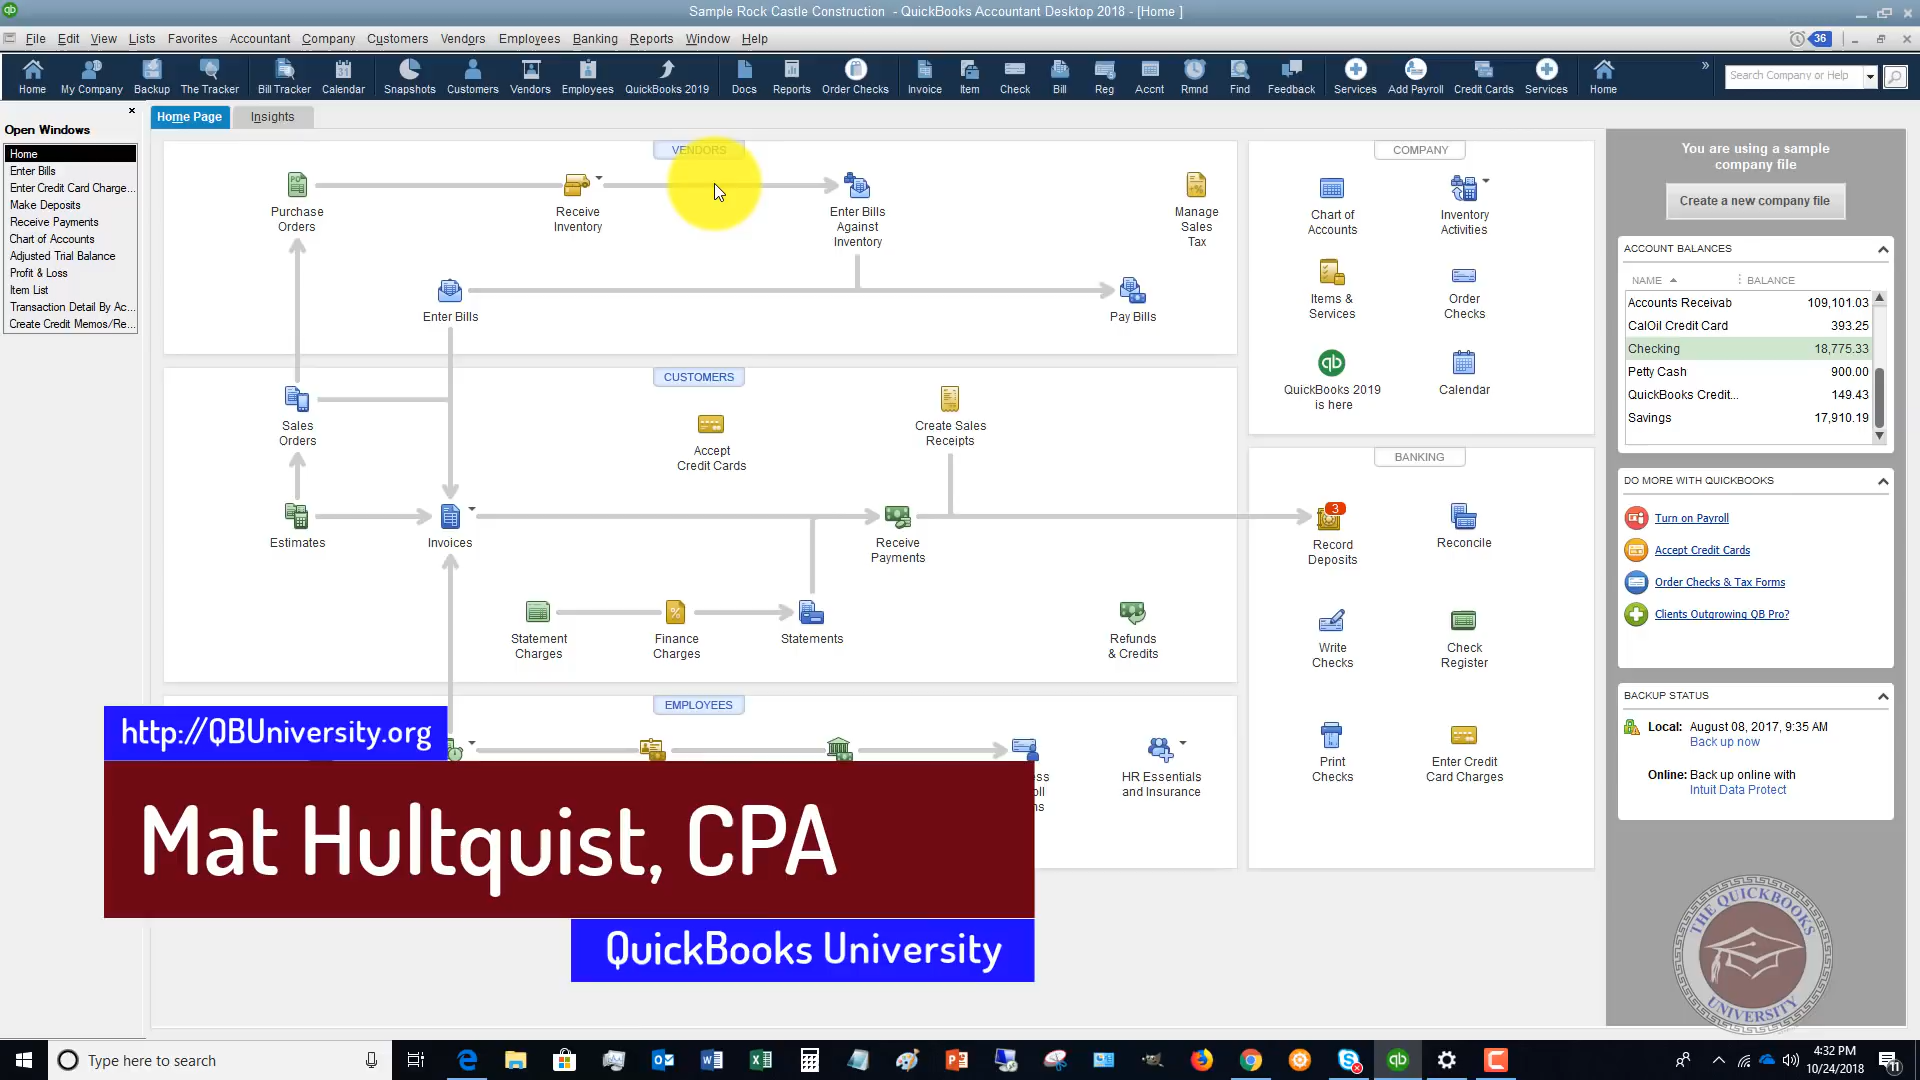 Sample Rock Castle Construction - QuickBooks Accountant Desktop 2018 - [Home ]
File Edit View Lists Favorites Accountant Company Customers Vendors Employees Banking Reports Window Help
36
Home My Company Backup The Tracker Bill Tracker Calendar Snapshots Customers Vendors Employees QuickBooks 2019 Docs Reports Order Checks Invoice Item Check Bill Reg Accnt Rmnd Find Feedback Services Add Payroll Credit Cards Services Home
Search Company or Help
Open Windows
Home
Enter Bills
Enter Credit Card Charge...
Make Deposits
Receive Payments
Chart of Accounts
Adjusted Trial Balance
Profit & Loss
Item List
Transaction Detail By Ac...
Create Credit Memos/Re...
Home Page Insights
VENDORS
Purchase
Orders
Receive
Inventory
Enter Bills
Against
Inventory
Manage
Sales
Tax
Enter Bills
Pay Bills
CUSTOMERS
Sales
Orders
Accept
Credit Cards
Create Sales
Receipts
Estimates
Invoices
Receive
Payments
Statement
Charges
Finance
Charges
Statements
Refunds
& Credits
EMPLOYEES
HR Essentials
and Insurance
COMPANY
Chart of
Accounts
Inventory
Activities
Items &
Services
Order
Checks
QuickBooks 2019
is here
Calendar
BANKING
3
Record
Deposits
Reconcile
Write
Checks
Check
Register
Print
Checks
Enter Credit
Card Charges
You are using a sample
company file
Create a new company file
ACCOUNT BALANCES
NAME BALANCE
Accounts Receivab 109,101.03
CalOil Credit Card 393.25
Checking 18,775.33
Petty Cash 900.00
QuickBooks Credit... 149.43
Savings 17,910.19
DO MORE WITH QUICKBOOKS
Turn on Payroll
Accept Credit Cards
Order Checks & Tax Forms
Clients Outgrowing QB Pro?
BACKUP STATUS
Local: August 08, 2017, 9:35 AM
Back up now
Online: Back up online with
Intuit Data Protect
http://QBUniversity.org
Mat Hultquist, CPA
QuickBooks University
THE QUICKBOOKS
UNIVERSITY
Type here to search
4:32 PM
10/24/2018
11